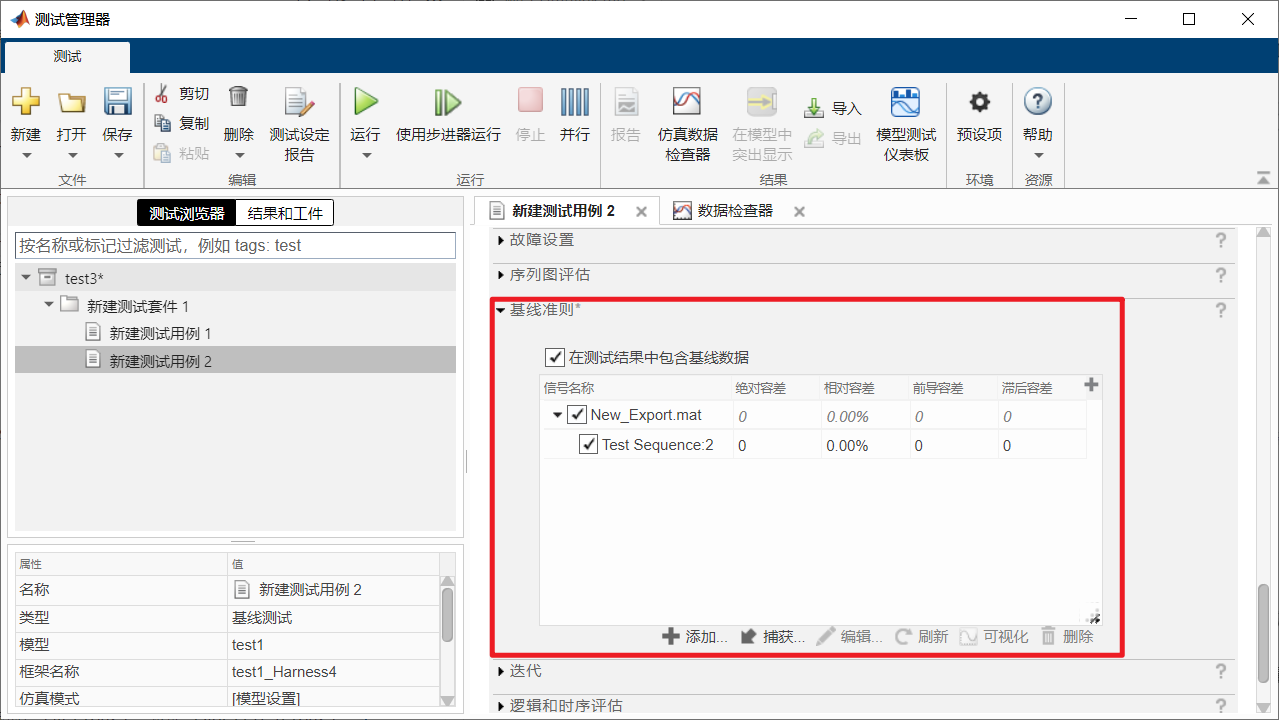 测试管理器
测试
新建
打开
保存
文件
剪切
复制
粘贴
删除
测试设定
报告
编辑
运行
使用步进器运行
停止
并行
运行
报告
仿真数据
检查器
在模型中
突出显示
导入
导出
模型测试
仪表板
结果
预设项
环境
帮助
资源
测试浏览器 结果和工件
按名称或标记过滤测试，例如 tags: test
test3*
新建测试套件 1
新建测试用例 1
新建测试用例 2
属性 值
名称 新建测试用例 2
类型 基线测试
模型 test1
框架名称 test1_Harness4
仿真模式 [模型设置]
新建测试用例 2 数据检查器
故障设置 ?
序列图评估 ?
基线准则* ?
在测试结果中包含基线数据
信号名称 绝对容差 相对容差 前导容差 滞后容差
New_Export.mat 0 0.00% 0 0
Test Sequence:2 0 0.00% 0 0
添加... 捕获... 编辑... 刷新 可视化 删除
迭代 ?
逻辑和时序评估 ?